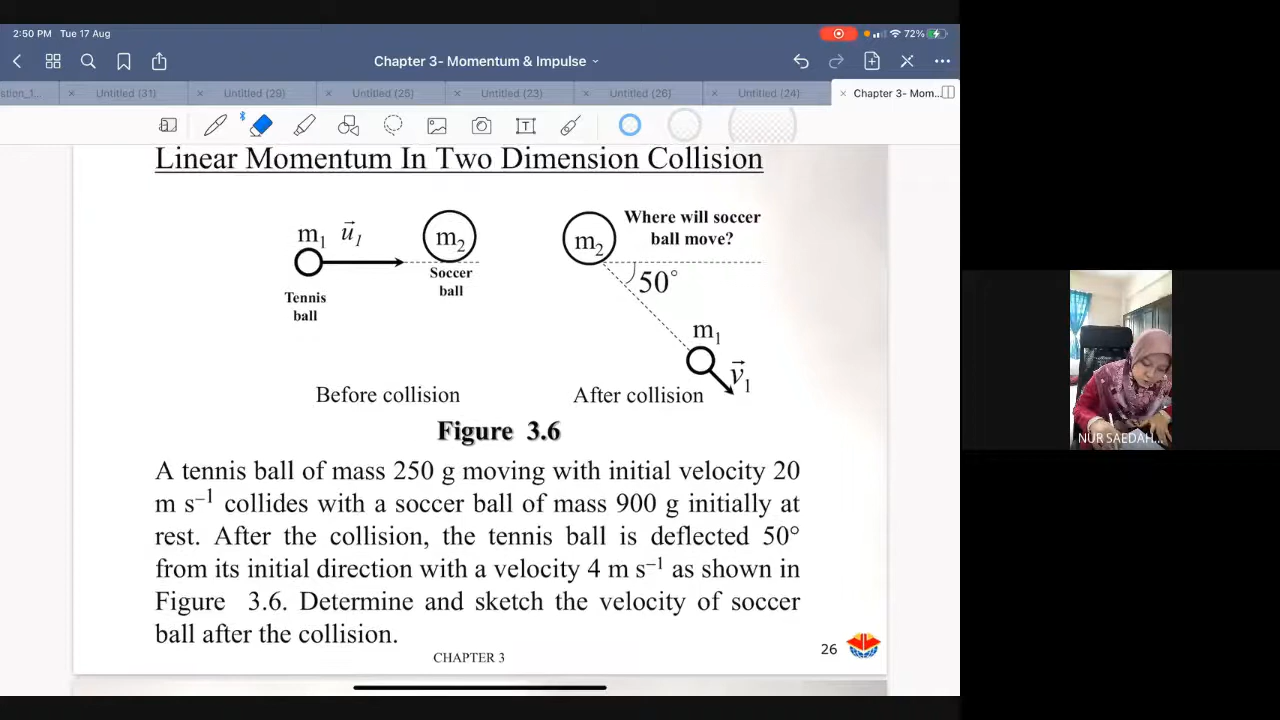 2:50 PM Tue 17 Aug
72%
Chapter 3- Momentum & Impulse
stion_1...
Untitled (31)
Untitled (29)
Untitled (25)
Untitled (23)
Untitled (26)
Untitled (24)
Chapter 3- Mom...
T
Linear Momentum In Two Dimension Collision
m₁ u⃗₁
m₂
Soccer
ball
Tennis
ball
m₂
Where will soccer
ball move?
50°
m₁
v⃗₁
Before collision
After collision
Figure 3.6
A tennis ball of mass 250 g moving with initial velocity 20
m s⁻¹ collides with a soccer ball of mass 900 g initially at
rest. After the collision, the tennis ball is deflected 50°
from its initial direction with a velocity 4 m s⁻¹ as shown in
Figure 3.6. Determine and sketch the velocity of soccer
ball after the collision.
CHAPTER 3
26
NUR SAEDAH...